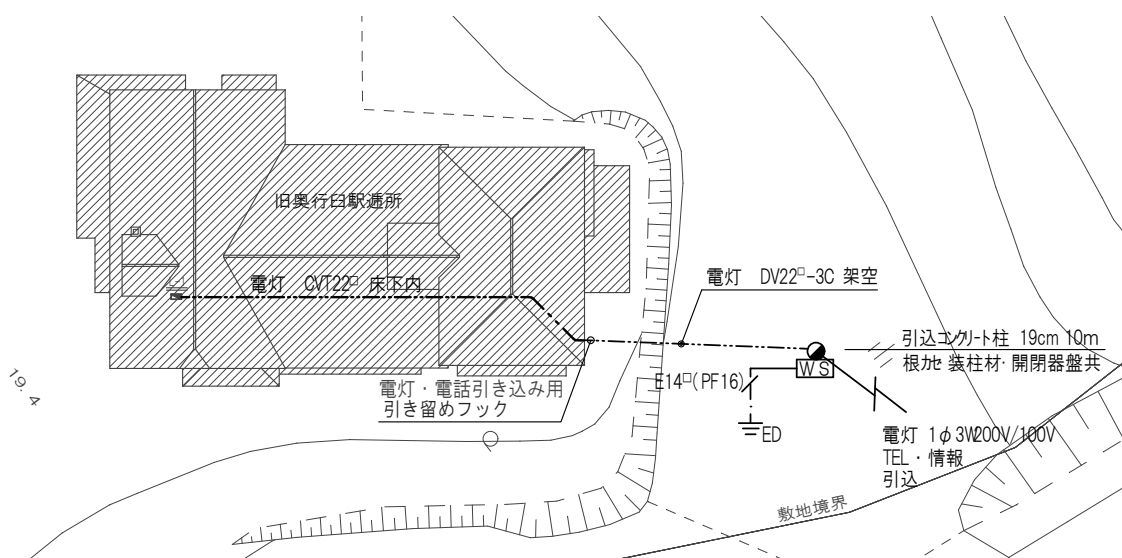 旧奥行臼駅逓所
電灯 CVT22□ 床下内
L-1
電灯 DV22□-3C 架空
引込コンクリート柱 19cm 10m
根カセ 装柱材・開閉器盤共
WS
E14□(PF16)
ED
電灯・電話引き込み用
引き留めフック
電灯 1φ3W200V/100V
TEL・情報
引込
敷地境界
19.4